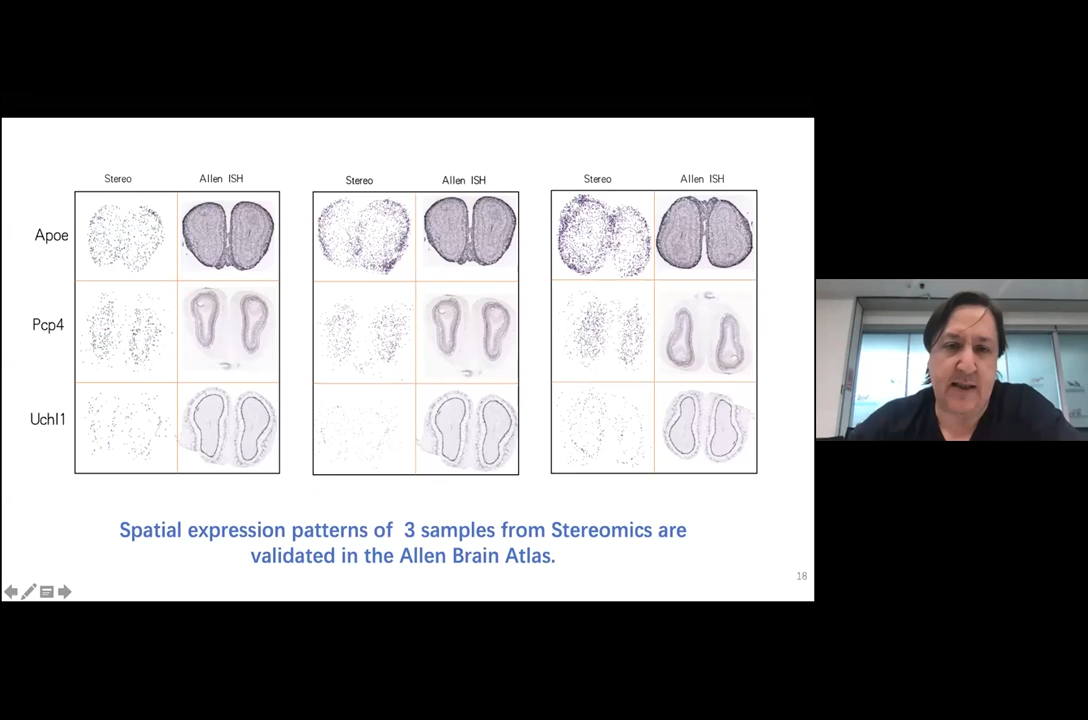 Stereo
Allen ISH
Stereo
Allen ISH
Stereo
Allen ISH
Apoe
Pcp4
Uchl1
Spatial expression patterns of 3 samples from Stereomics are
validated in the Allen Brain Atlas.
18